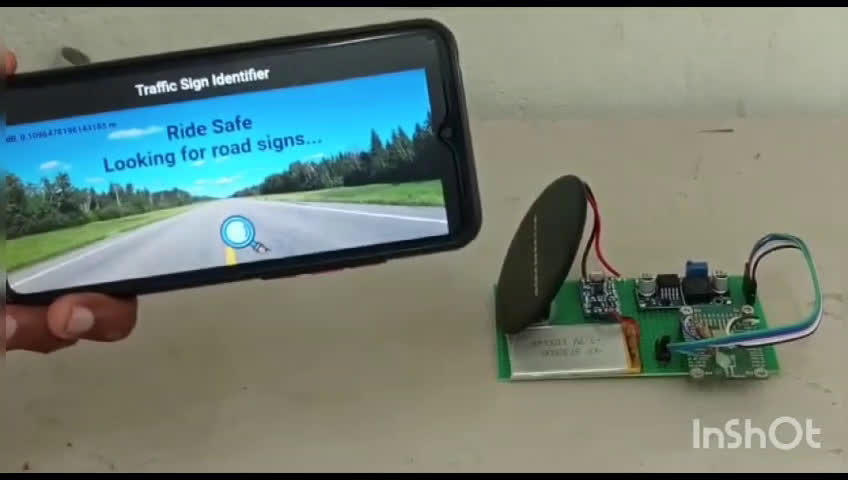 Traffic Sign Identifier
Ride Safe
Looking for road signs...
InShOt